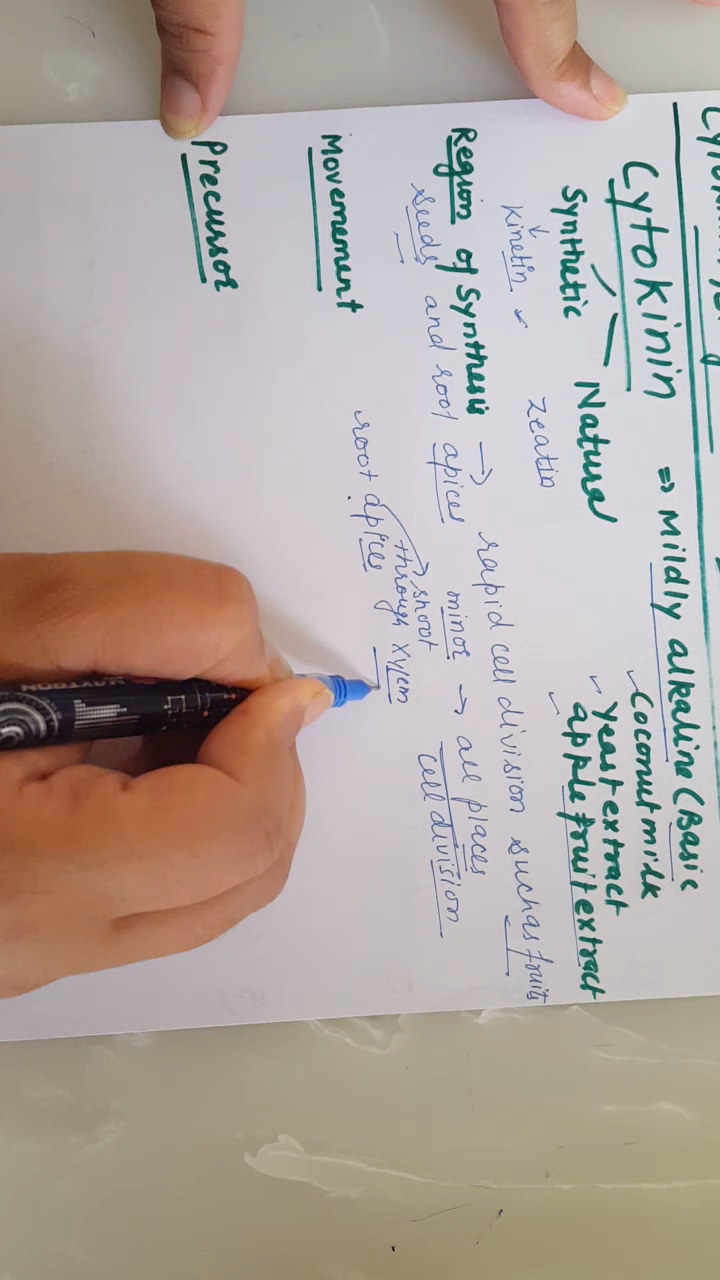 Cytokinin => Mildly alkaline (Basic
Synthetic Natural
Coconut milk
Yeast extract
apple fruit extract
↓
Kinetin
Zeatin
Region of Synthesis → rapid cell division such as fruits
seeds and root apices minor → all places
cell division
Movemement
root apices → shoot
through xylem
Precursor